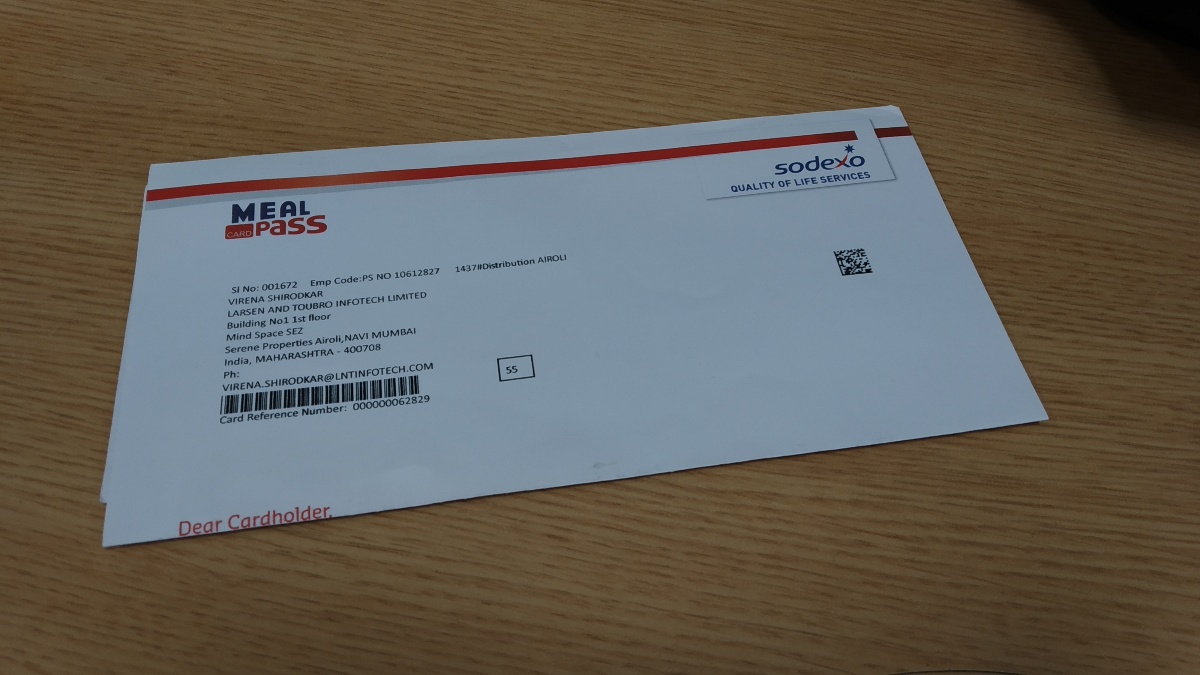 sodexo
QUALITY OF LIFE SERVICES
MEAL
CARD PASS
Sl No: 001672 Emp Code:PS NO 10612827 1437#Distribution AIROLI
VIRENA SHIRODKAR
LARSEN AND TOUBRO INFOTECH LIMITED
Building No1 1st floor
Mind Space SEZ
Serene Properties Airoli,NAVI MUMBAI
India, MAHARASHTRA - 400708
Ph:
VIRENA.SHIRODKAR@LNTINFOTECH.COM
55
Card Reference Number: 000000062829
Dear Cardholder,